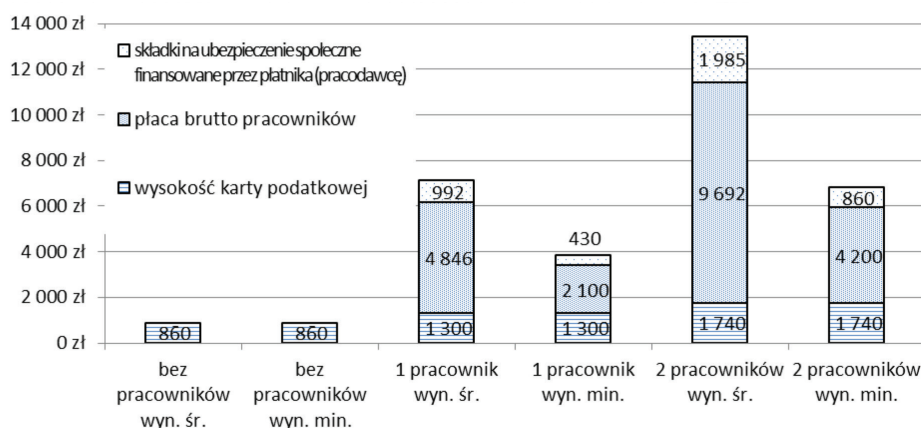 14 000 zł
12 000 zł
10 000 zł
8 000 zł
6 000 zł
4 000 zł
2 000 zł
0 zł
składki na ubezpieczenie społeczne
finansowane przez płatnika (pracodawcę)
płaca brutto pracowników
wysokość karty podatkowej
860
860
992
4 846
1 300
430
2 100
1 300
1 985
9 692
1 740
860
4 200
1 740
bez
pracowników
wyn. śr.
bez
pracowników
wyn. min.
1 pracownik
wyn. śr.
1 pracownik
wyn. min.
2 pracowników
wyn. śr.
2 pracowników
wyn. min.